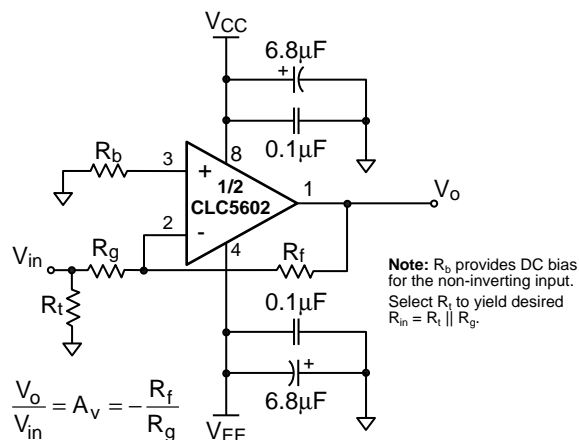 VCC
6.8µF
+
0.1µF
Rb
3
+
8
1/2
CLC5602
1
Vo
2
-
4
Vin
Rg
Rf
Rt
Note: Rb provides DC bias
for the non-inverting input.
Select Rt to yield desired
Rin = Rt || Rg.
0.1µF
+
6.8µF
VEE
Vo/Vin = Av = −Rf/Rg